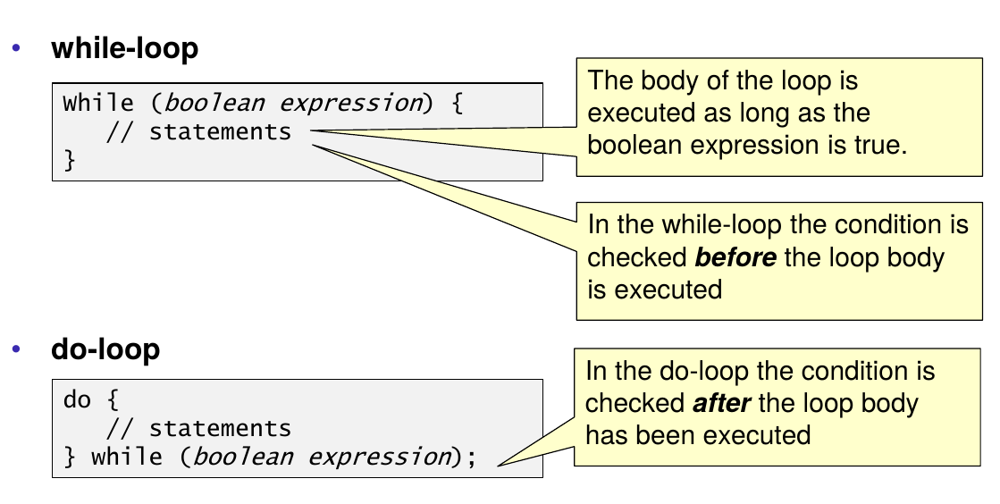 • while-loop
while (boolean expression) {
// statements
}
The body of the loop is
executed as long as the
boolean expression is true.
In the while-loop the condition is
checked before the loop body
is executed
• do-loop
do {
// statements
} while (boolean expression);
In the do-loop the condition is
checked after the loop body
has been executed